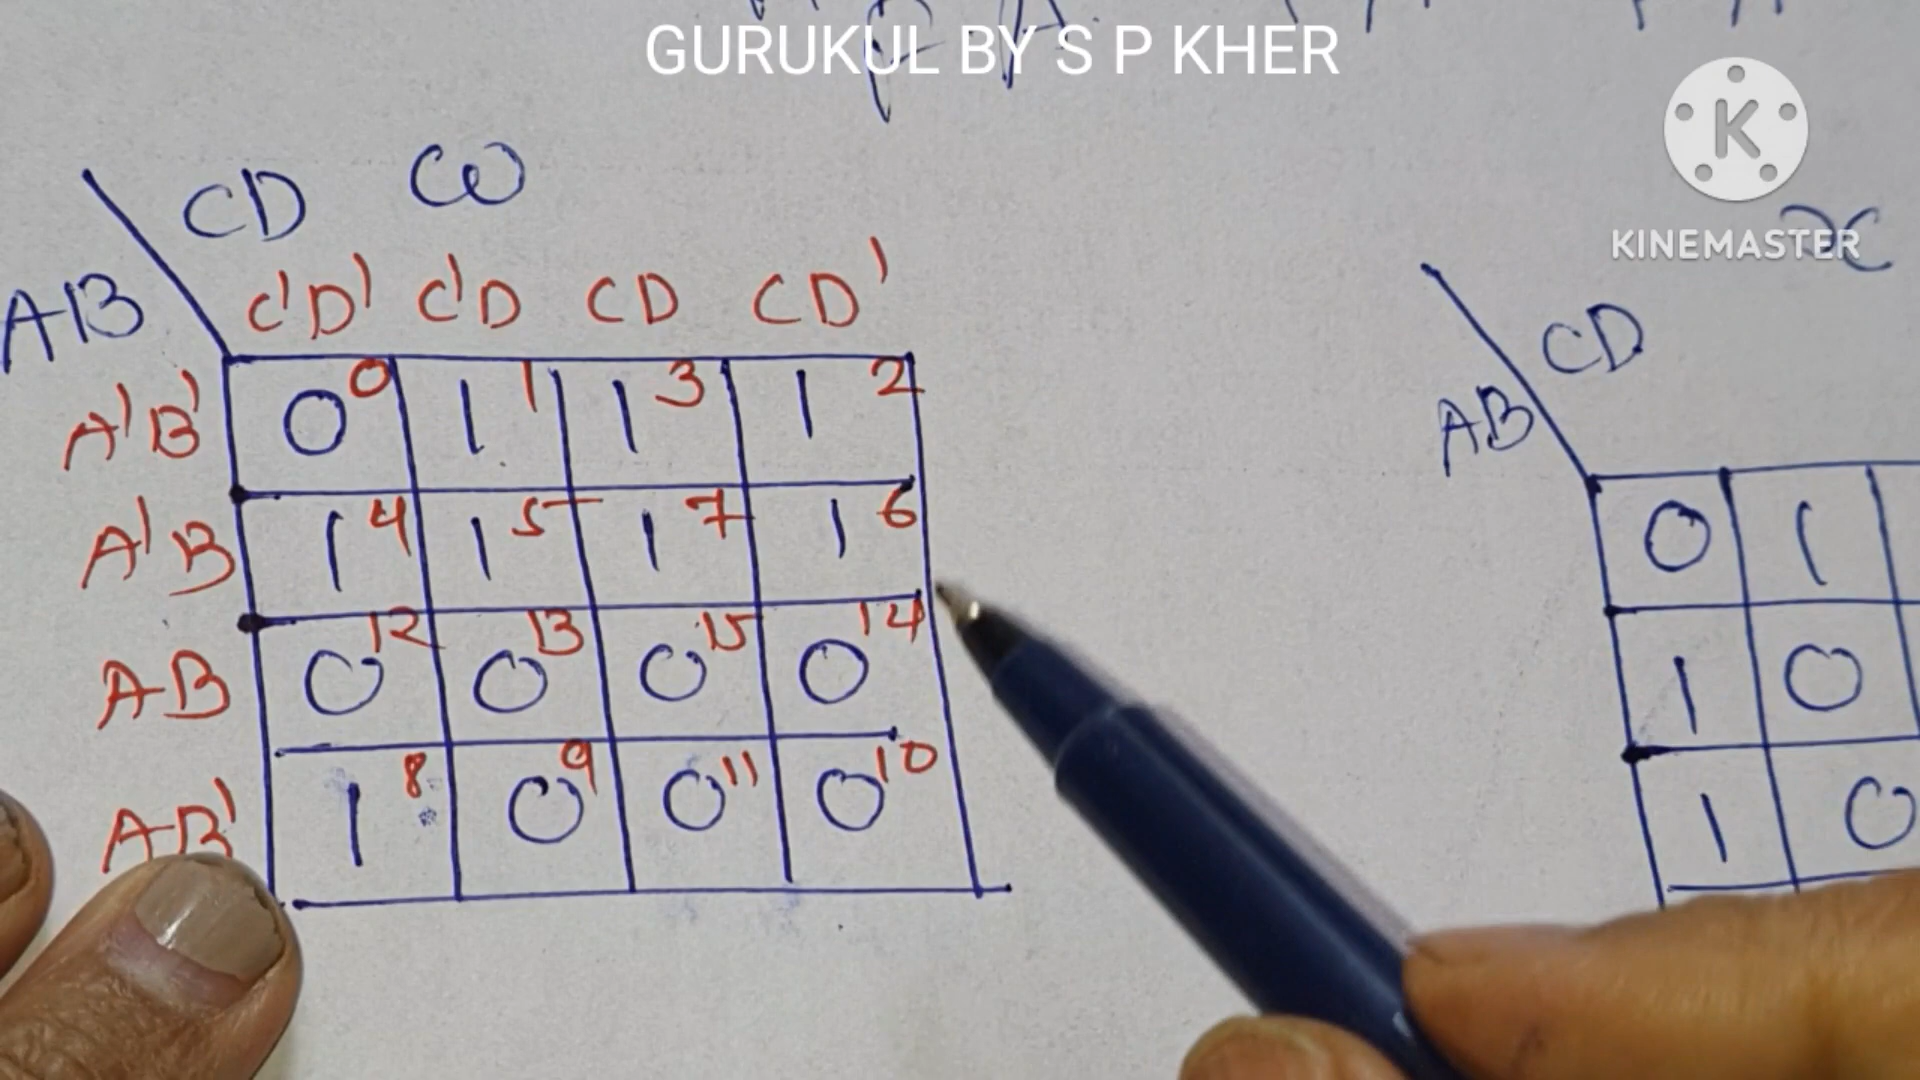 GURUKUL BY S P KHER
KINEMASTER
CD ω
AB
C'D' C'D CD CD'
A'B' 0 0 1 1 1 3 1 2
A'B 1 4 1 5 1 7 1 6
AB 0 12 0 13 0 15 0 14
AB' 1 8 0 9 0 11 0 10
x
CD
AB
0 1
1 0
1 0